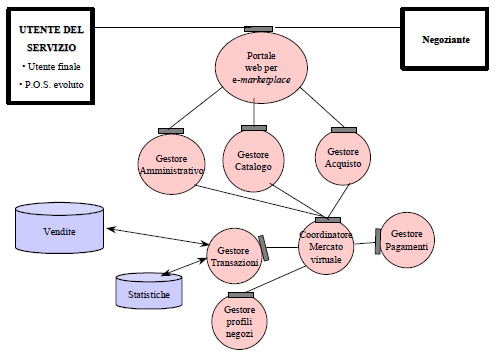 UTENTE DEL
SERVIZIO
• Utente finale
• P.O.S. evoluto
Negoziante
Portale
web per
e-marketplace
Gestore
Amministrativo
Gestore
Catalogo
Gestore
Acquisto
Vendite
Gestore
Transazioni
Coordinatore
Mercato
virtuale
Gestore
Pagamenti
Statistiche
Gestore
profili
negozi